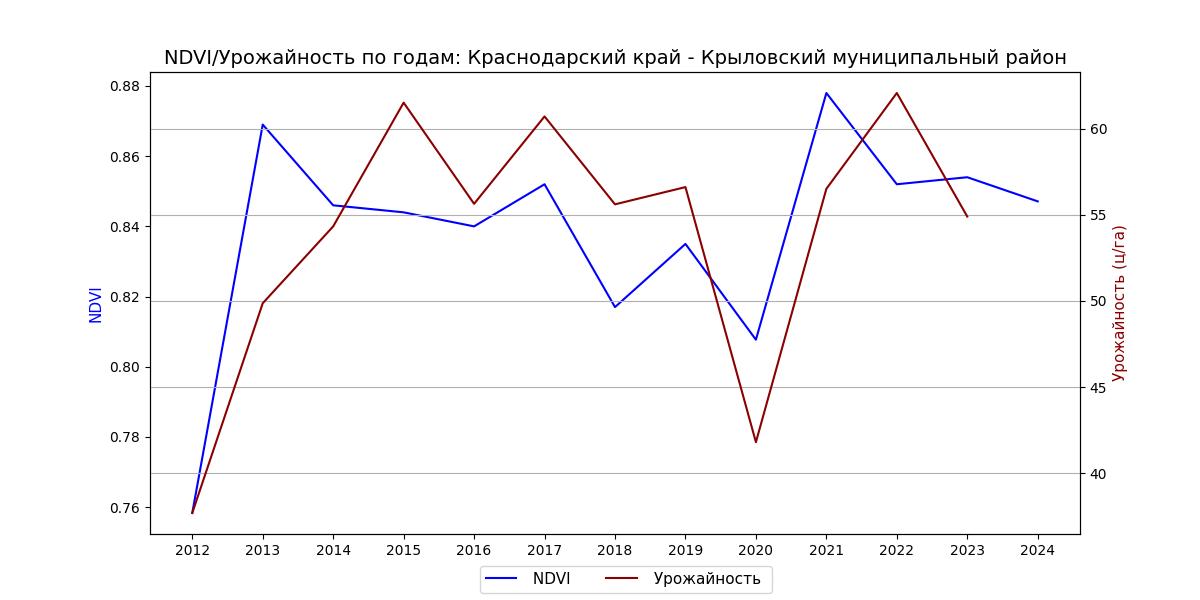 NDVI/Урожайность по годам: Краснодарский край - Крыловский муниципальный район
0.88
0.86
0.84
0.82
0.80
0.78
0.76
NDVI
60
55
50
45
40
Урожайность (ц/га)
2012 2013 2014 2015 2016 2017 2018 2019 2020 2021 2022 2023 2024
NDVI Урожайность